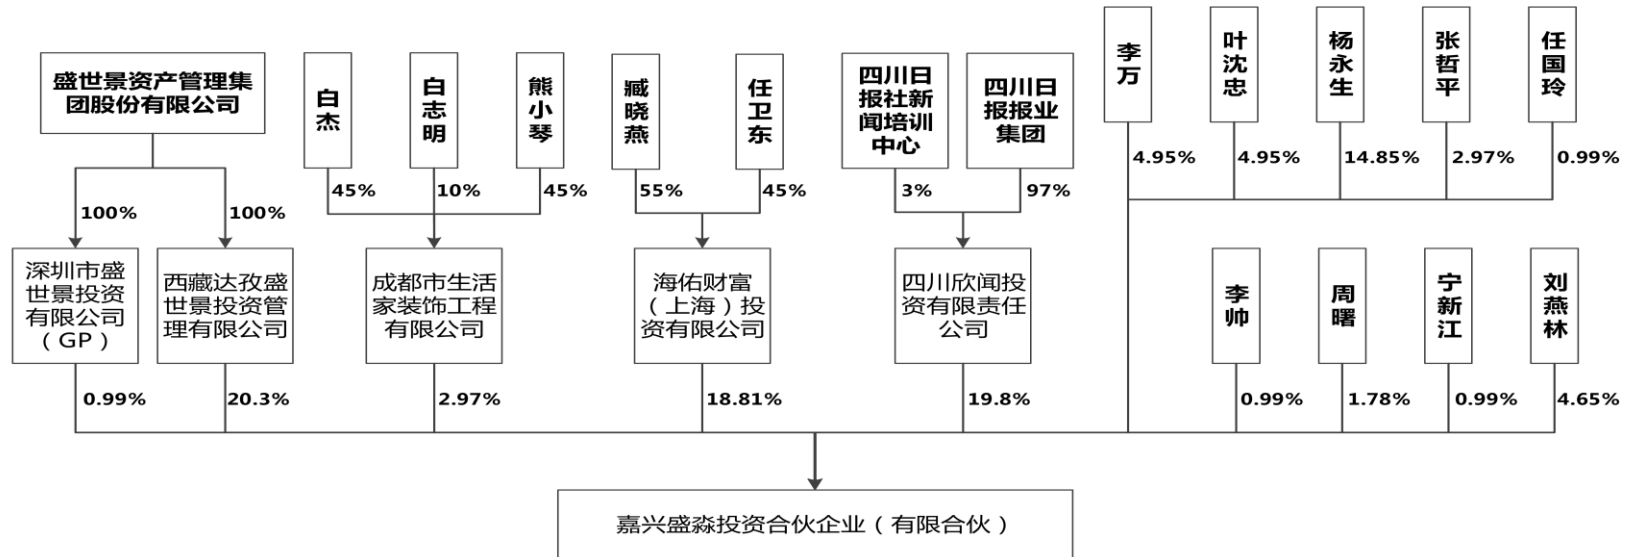 盛世景资产管理集
团股份有限公司
白杰
白志明
熊小琴
臧晓燕
任卫东
四川日
报社新
闻培训
中心
四川日
报报业
集团
李万
叶沈忠
杨永生
张哲平
任国玲
4.95%
4.95%
14.85%
2.97%
0.99%
45%
10%
45%
55%
45%
3%
97%
100%
100%
深圳市盛
世景投资
有限公司
（GP）
西藏达孜盛
世景投资管
理有限公司
成都市生活
家装饰工程
有限公司
海佑财富
（上海）投
资有限公司
四川欣闻投
资有限责任
公司
李帅
周曙
宁新江
刘燕林
0.99%
20.3%
2.97%
18.81%
19.8%
0.99%
1.78%
0.99%
4.65%
嘉兴盛淼投资合伙企业（有限合伙）